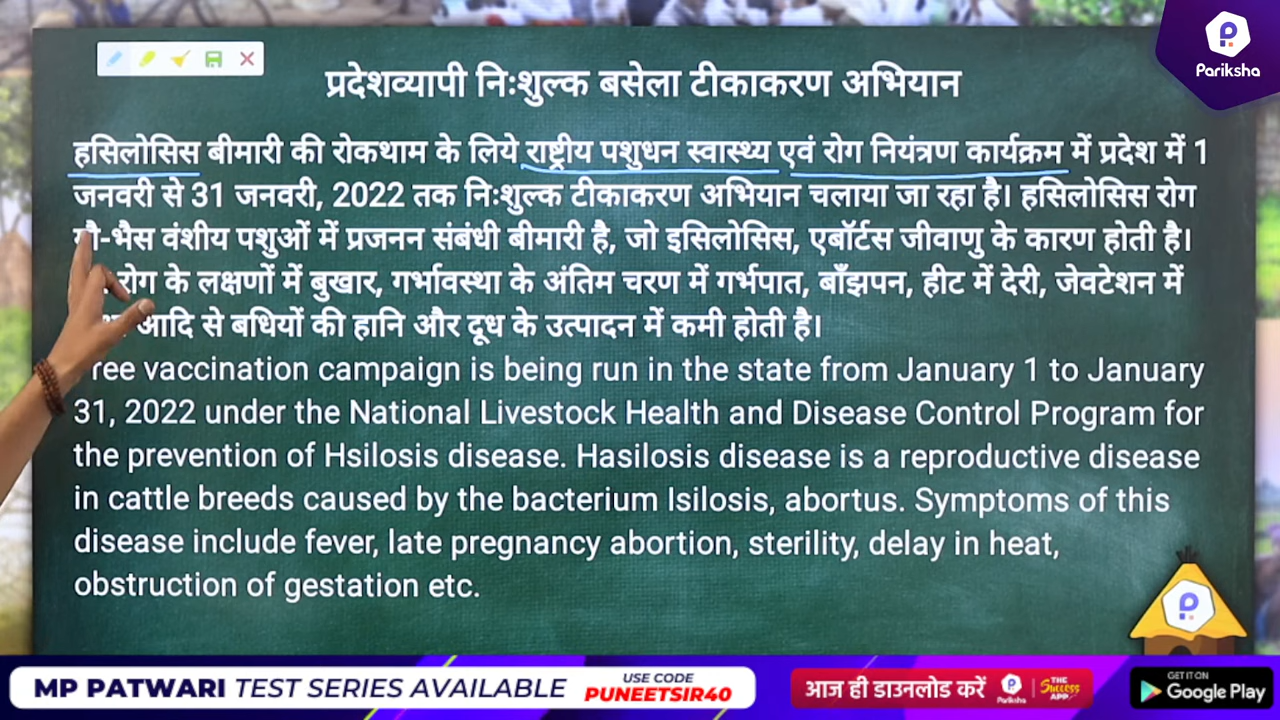 Pariksha
प्रदेशव्यापी निःशुल्क बसेला टीकाकरण अभियान
हसिलोसिस बीमारी की रोकथाम के लिये राष्ट्रीय पशुधन स्वास्थ्य एवं रोग नियंत्रण कार्यक्रम में प्रदेश में 1
जनवरी से 31 जनवरी, 2022 तक निःशुल्क टीकाकरण अभियान चलाया जा रहा है। हसिलोसिस रोग
गौ-भैस वंशीय पशुओं में प्रजनन संबंधी बीमारी है, जो इसिलोसिस, एबॉर्टस जीवाणु के कारण होती है।
रोग के लक्षणों में बुखार, गर्भावस्था के अंतिम चरण में गर्भपात, बाँझपन, हीट में देरी, जेवटेशन में
आदि से बधियों की हानि और दूध के उत्पादन में कमी होती है।
ree vaccination campaign is being run in the state from January 1 to January
31, 2022 under the National Livestock Health and Disease Control Program for
the prevention of Hsilosis disease. Hasilosis disease is a reproductive disease
in cattle breeds caused by the bacterium Isilosis, abortus. Symptoms of this
disease include fever, late pregnancy abortion, sterility, delay in heat,
obstruction of gestation etc.
MP PATWARI TEST SERIES AVAILABLE
USE CODE
PUNEETSIR40
आज ही डाउनलोड करें
Pariksha
THE Success APP
GET IT ON
Google Play